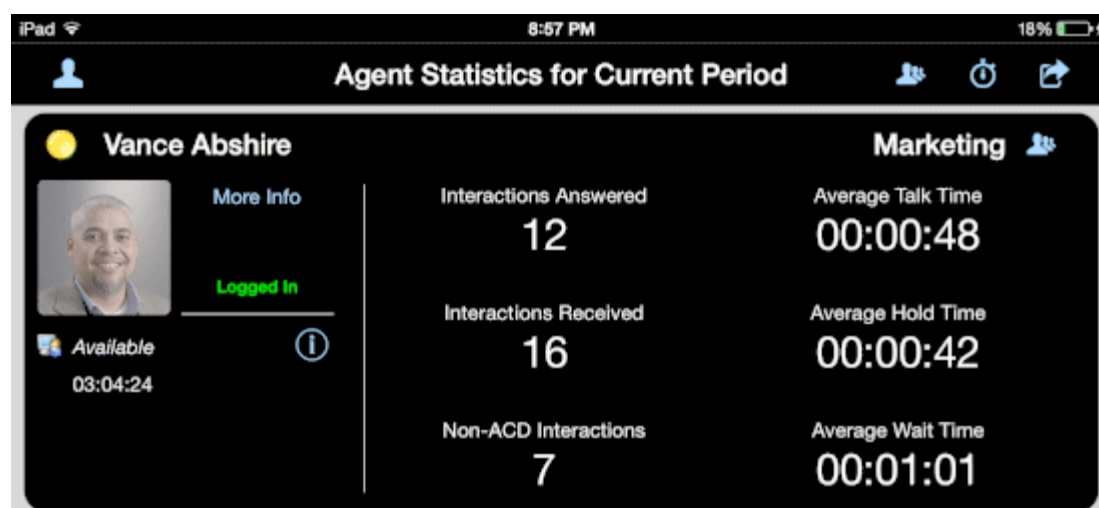 iPad 8:57 PM 18%
Agent Statistics for Current Period
Vance Abshire Marketing
More Info
Logged In
Available
03:04:24
Interactions Answered
12
Average Talk Time
00:00:48
Interactions Received
16
Average Hold Time
00:00:42
Non-ACD Interactions
7
Average Wait Time
00:01:01